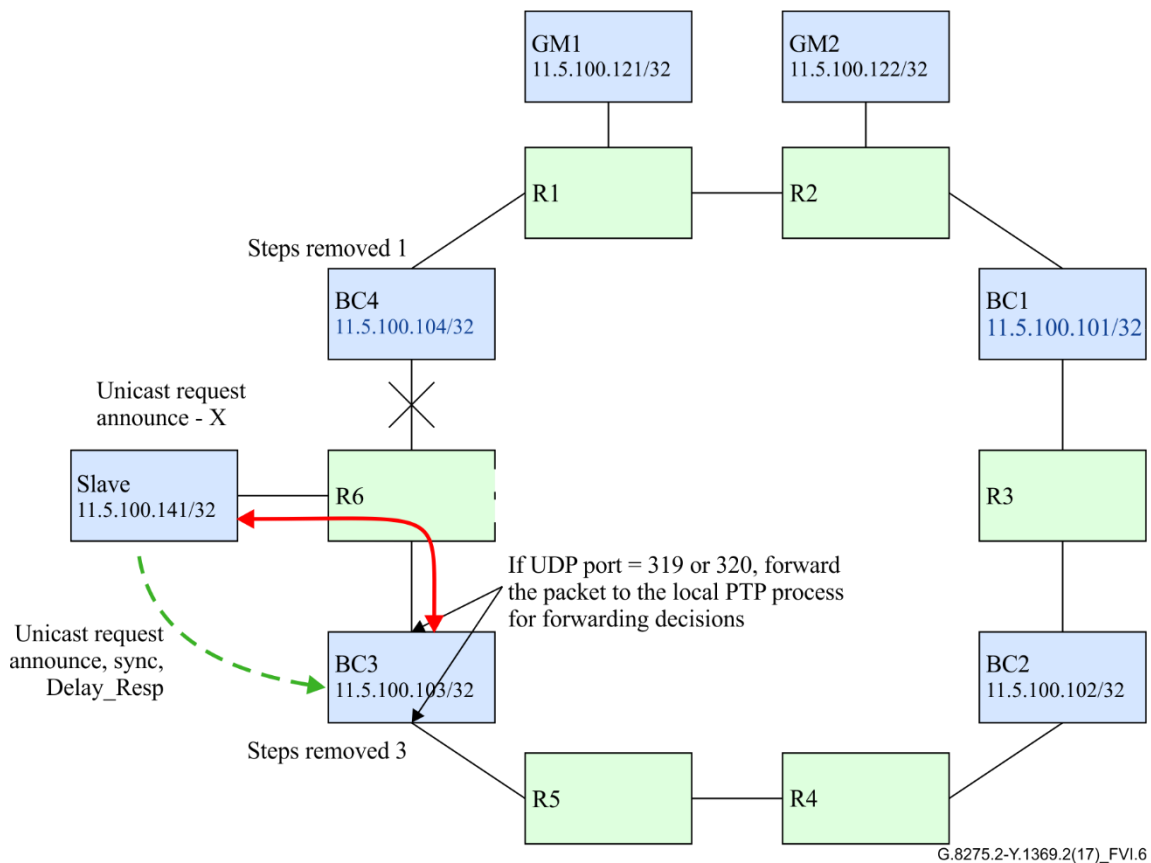 GM1
11.5.100.121/32
GM2
11.5.100.122/32
R1
R2
Steps removed 1
BC4
11.5.100.104/32
BC1
11.5.100.101/32
Unicast request
announce - X
Slave
11.5.100.141/32
R6
R3
If UDP port = 319 or 320, forward
the packet to the local PTP process
for forwarding decisions
Unicast request
announce, sync,
Delay_Resp
BC3
11.5.100.103/32
BC2
11.5.100.102/32
Steps removed 3
R5
R4
G.8275.2-Y.1369.2(17)_FVI.6